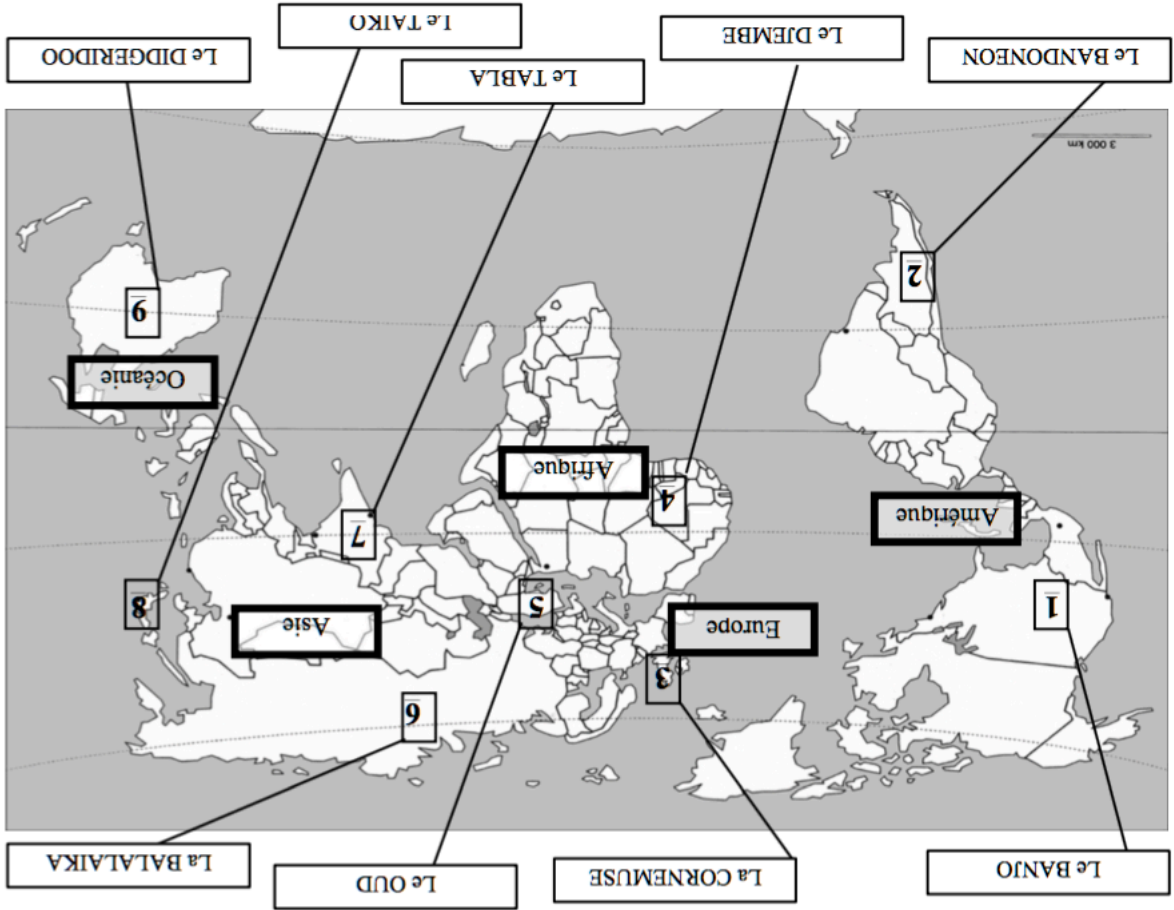 Le BANJO
La CORNEMUSE
Le OUD
La BALALAIKA
6
3
Europe
Asie
1
5
8
7
Amérique
4
Afrique
Océanie
9
2
3 000 km
Le BANDONEON
Le DJEMBE
Le TABLA
Le TAIKO
Le DIDGERIDOO